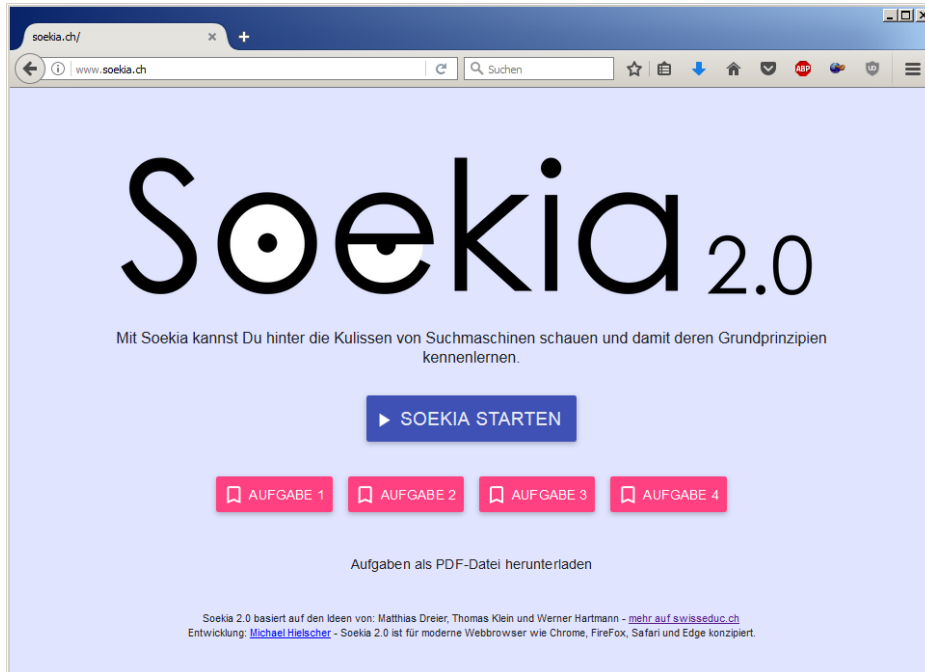 soekia.ch/
www.soekia.ch
Suchen
ABP
Soekia 2.0
Mit Soekia kannst Du hinter die Kulissen von Suchmaschinen schauen und damit deren Grundprinzipien
kennenlernen.
SOEKIA STARTEN
AUFGABE 1 AUFGABE 2 AUFGABE 3 AUFGABE 4
Aufgaben als PDF-Datei herunterladen
Soekia 2.0 basiert auf den Ideen von: Matthias Dreier, Thomas Klein und Werner Hartmann - mehr auf swisseduc.ch
Entwicklung: Michael Hielscher - Soekia 2.0 ist für moderne Webbrowser wie Chrome, FireFox, Safari und Edge konzipiert.